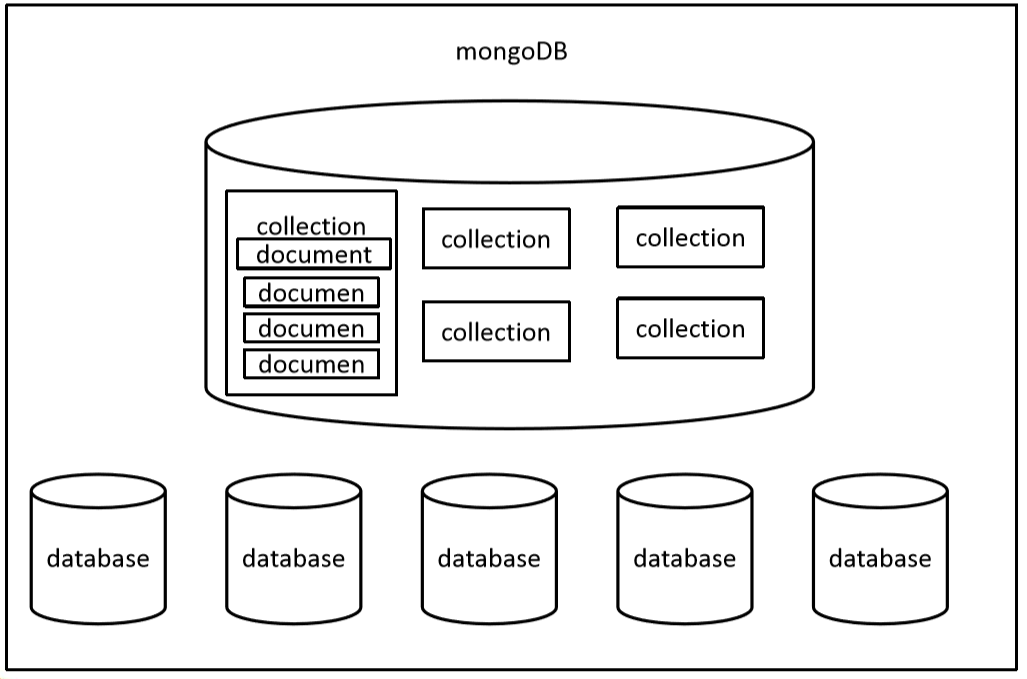 mongoDB
collection
document
documen
documen
documen
collection
collection
collection
collection
database
database
database
database
database